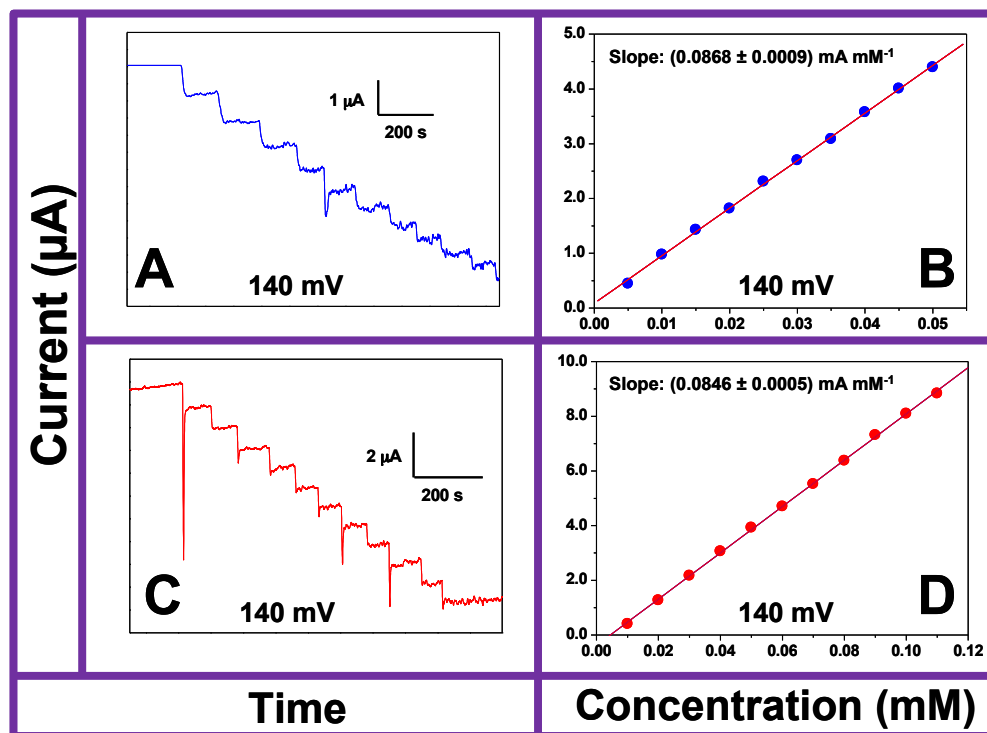 Current (μA)
1 μA
200 s
A
140 mV
5.0
4.0
3.0
2.0
1.0
0.0
Slope: (0.0868 ± 0.0009) mA mM⁻¹
140 mV
B
0.00 0.01 0.02 0.03 0.04 0.05
2 μA
200 s
C
140 mV
10.0
8.0
6.0
4.0
2.0
0.0
Slope: (0.0846 ± 0.0005) mA mM⁻¹
140 mV
D
0.00 0.02 0.04 0.06 0.08 0.10 0.12
Time
Concentration (mM)